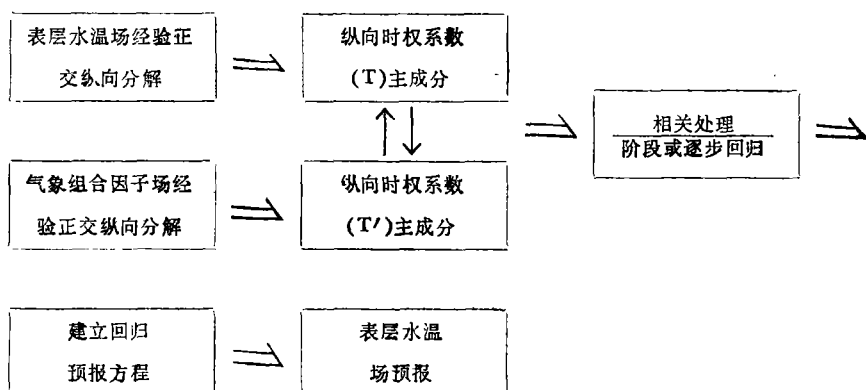 表层水温场经验正
交纵向分解
纵向时权系数
(T)主成分
相关处理
阶段或逐步回归
气象组合因子场经
验正交纵向分解
纵向时权系数
(T′)主成分
建立回归
预报方程
表层水温
场预报